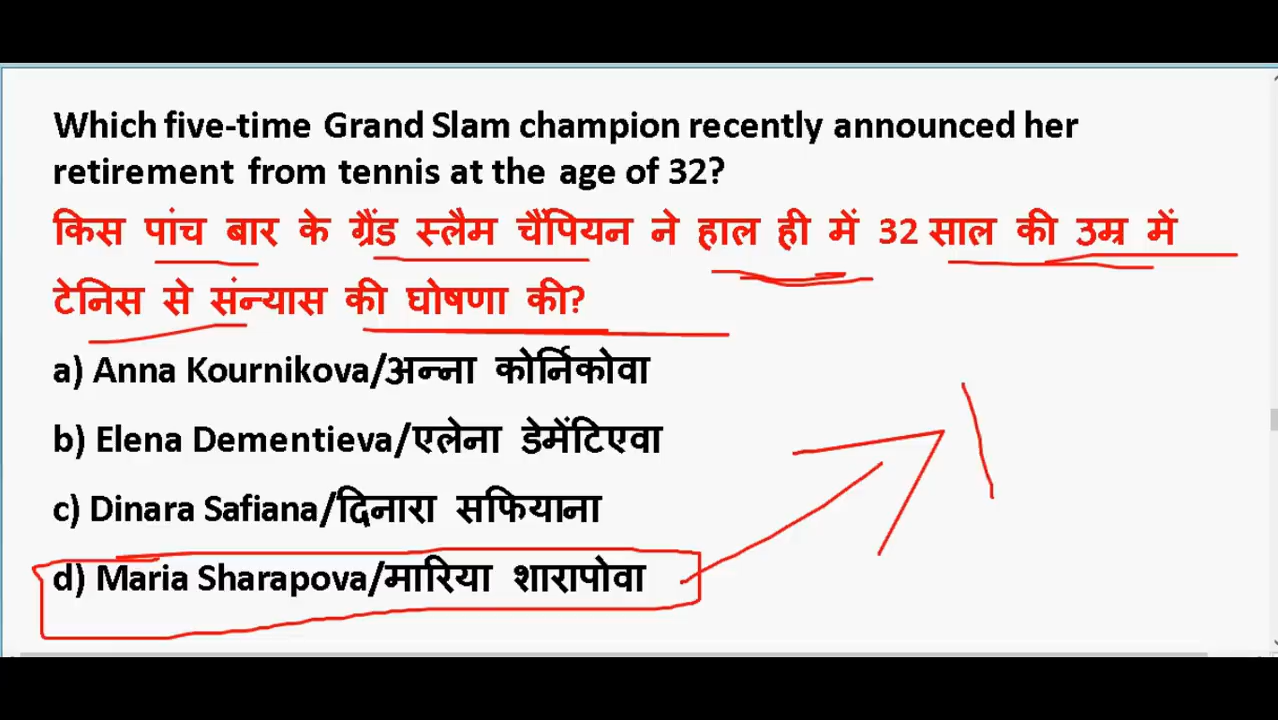 Which five-time Grand Slam champion recently announced her
retirement from tennis at the age of 32?
किस पांच बार के ग्रैंड स्लैम चैंपियन ने हाल ही में 32 साल की उम्र में
टेनिस से संन्यास की घोषणा की?
a) Anna Kournikova/अन्ना कोर्निकोवा
b) Elena Dementieva/एलेना डेमेंटिएवा
c) Dinara Safiana/दिनारा सफियाना
d) Maria Sharapova/मारिया शारापोवा